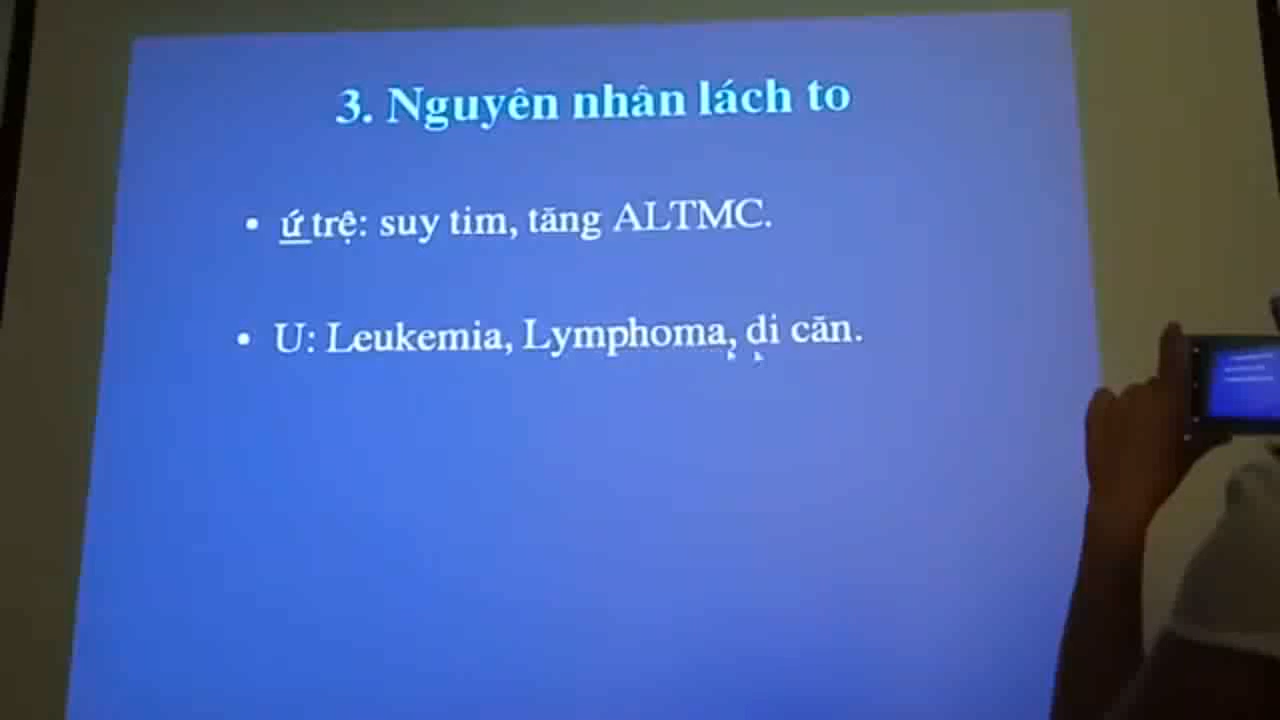 3. Nguyên nhân lách to
• ứ trệ: suy tim, tăng ALTMC.
• U: Leukemia, Lymphoma, di căn.